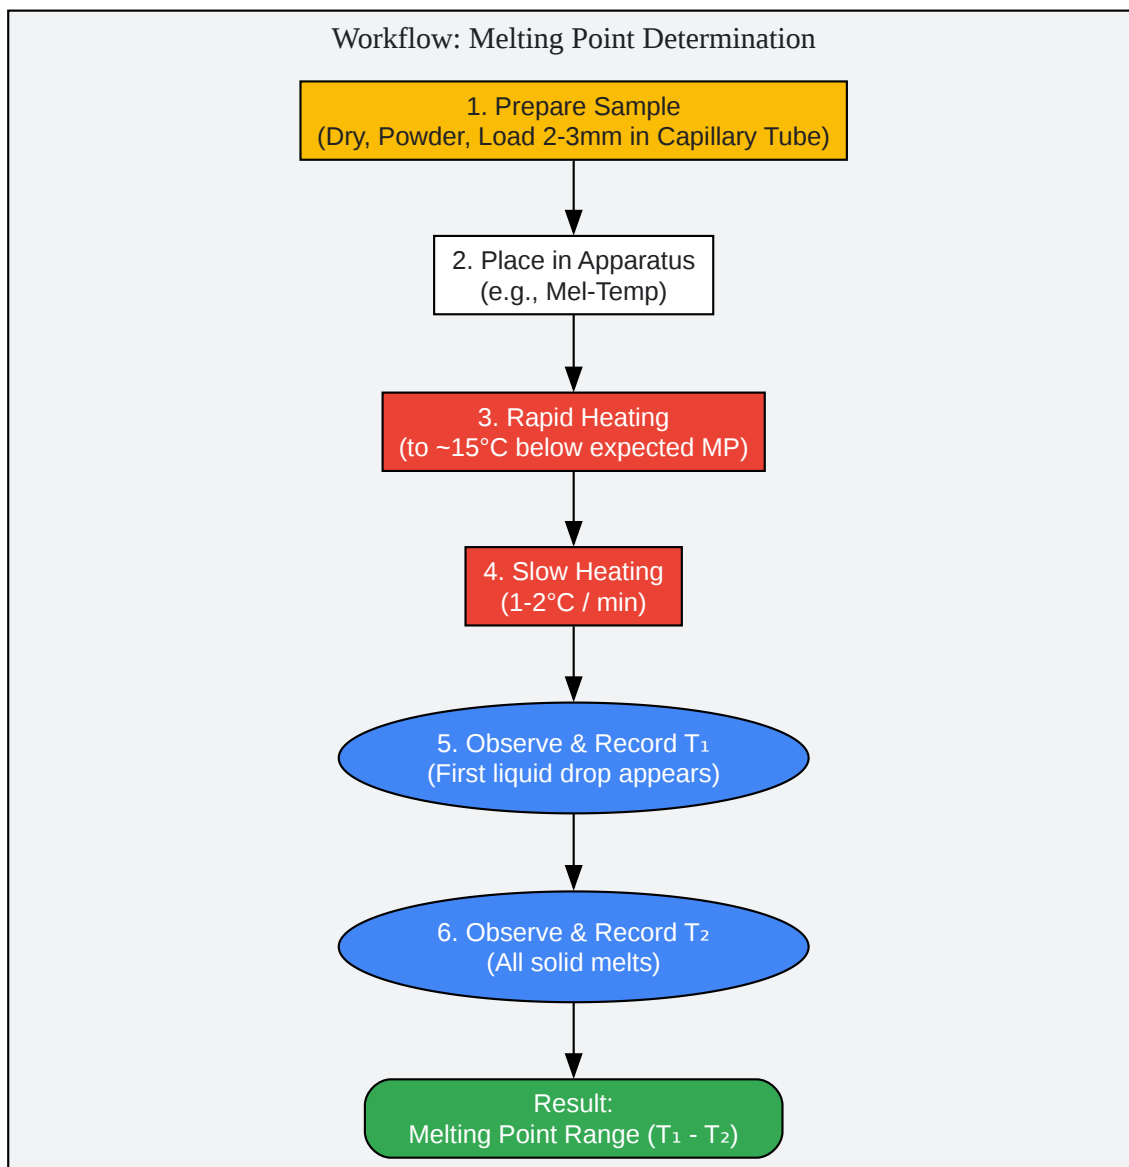 Workflow: Melting Point Determination
1. Prepare Sample
(Dry, Powder, Load 2-3mm in Capillary Tube)
2. Place in Apparatus
(e.g., Mel-Temp)
3. Rapid Heating
(to ~15°C below expected MP)
4. Slow Heating
(1-2°C / min)
5. Observe & Record T₁
(First liquid drop appears)
6. Observe & Record T₂
(All solid melts)
Result:
Melting Point Range (T₁ - T₂)